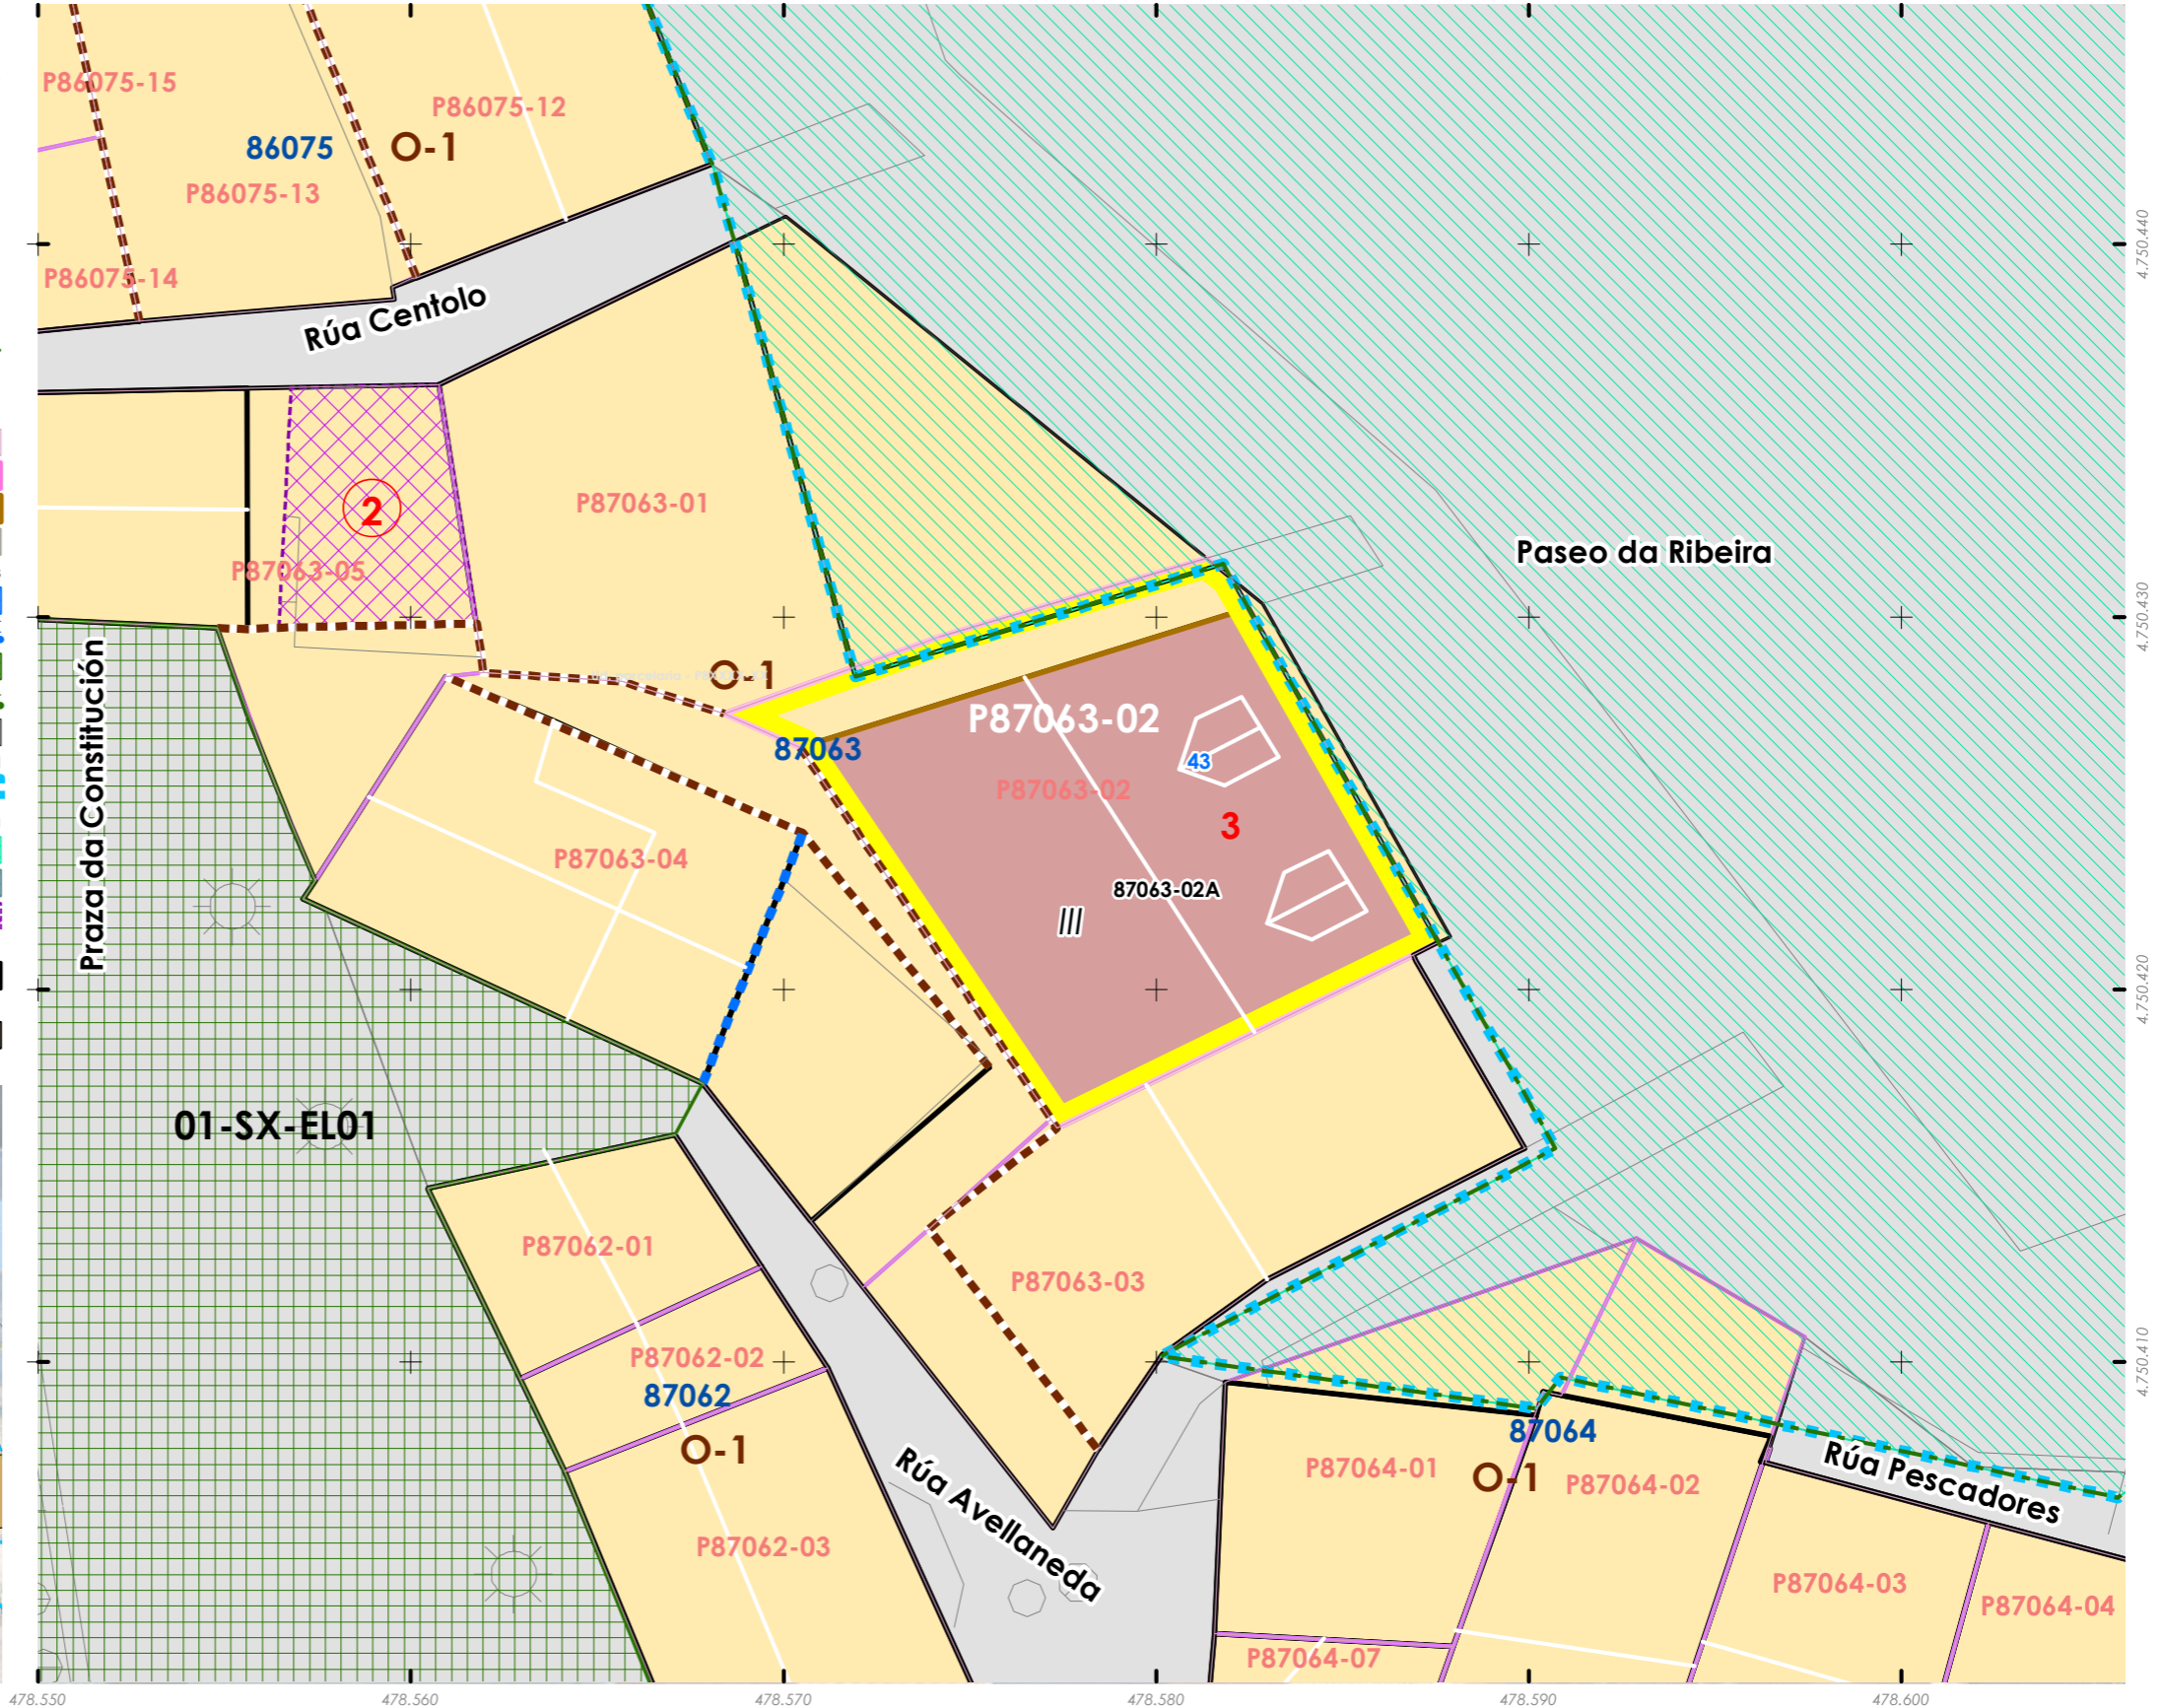 P86075-15
P86075-12
86075
O-1
P86075-13
P86075-14
4.750.440
Rúa Centolo
2
P87063-01
P87063-05
Paseo da Ribeira
4.750.430
O-1
Praza da Constitución
P87063-02
87063
43
P87063-02
3
P87063-04
87063-02A
III
4.750.420
01-SX-EL01
P87062-01
P87063-03
P87062-02
87062
4.750.410
O-1
87064
P87064-01
O-1
P87064-02
Rúa Pescadores
Rúa Avellaneda
P87062-03
P87064-03
P87064-04
P87064-07
478.550
478.560
478.570
478.580
478.590
478.600